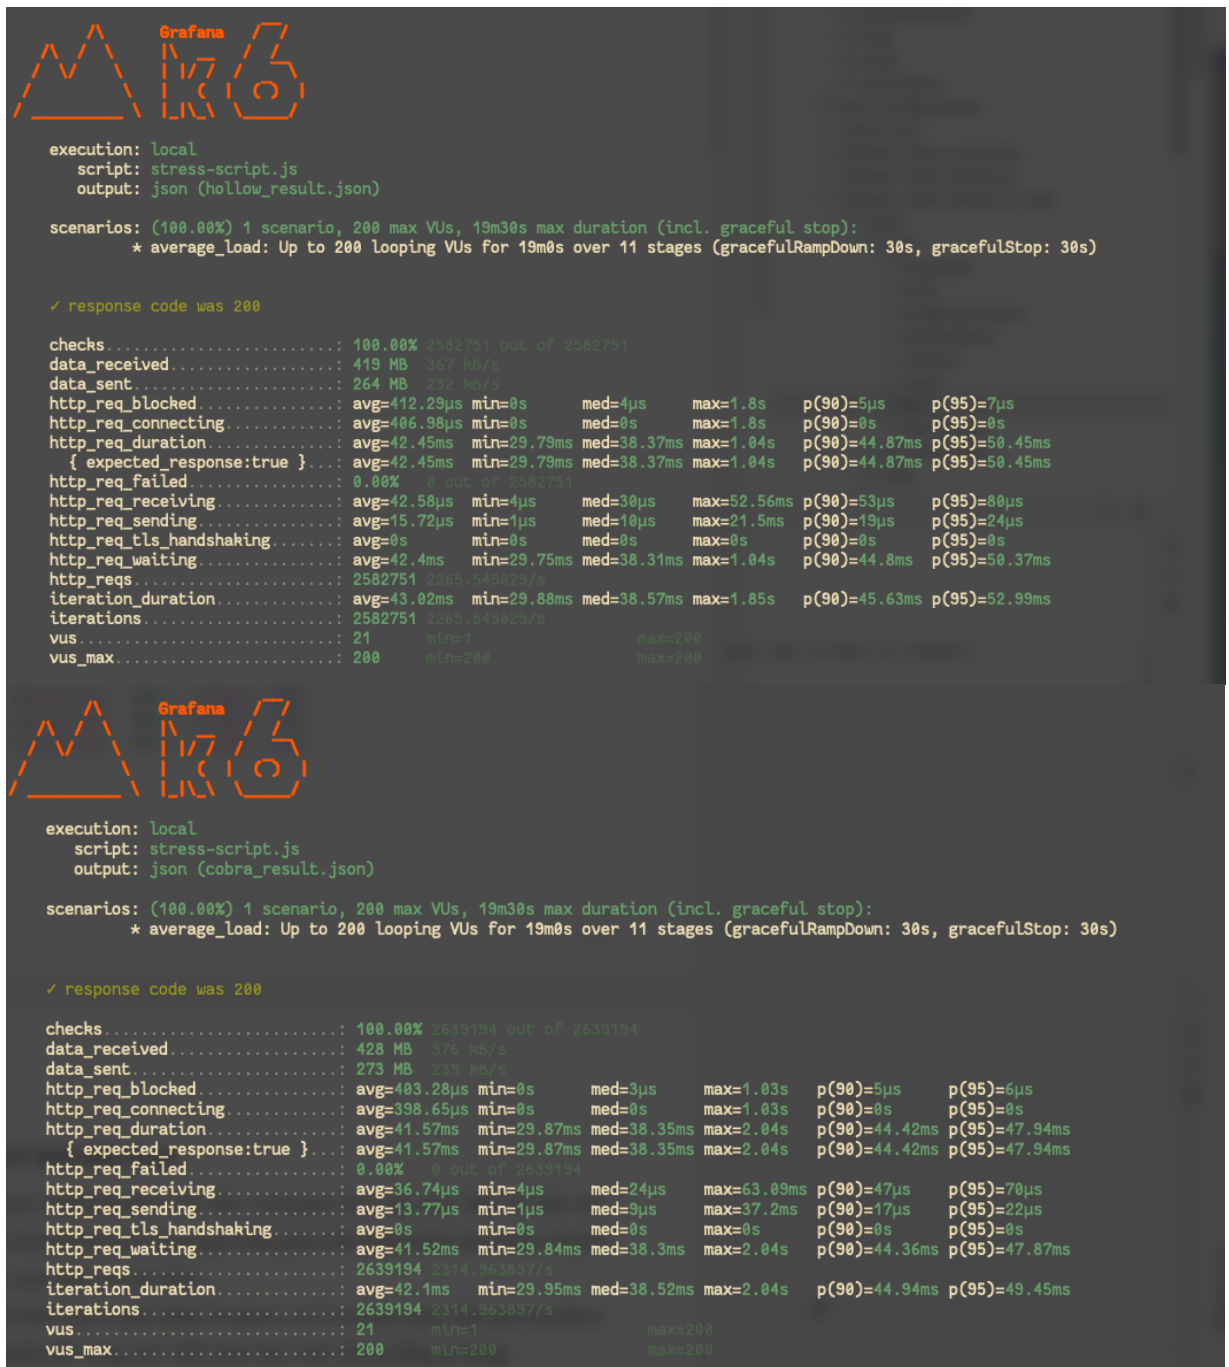 Grafana
execution: local
script: stress-script.js
output: json (hollow_result.json)
scenarios: (100.00%) 1 scenario, 200 max VUs, 19m30s max duration (incl. graceful stop):
* average_load: Up to 200 looping VUs for 19m0s over 11 stages (gracefulRampDown: 30s, gracefulStop: 30s)
✓ response code was 200
checks.........................: 100.00% 2582751 out of 2582751
data_received..................: 419 MB 367 kB/s
data_sent......................: 264 MB 232 kB/s
http_req_blocked...............: avg=412.29µs min=0s med=4µs max=1.8s p(90)=5µs p(95)=7µs
http_req_connecting............: avg=406.98µs min=0s med=0s max=1.8s p(90)=0s p(95)=0s
http_req_duration..............: avg=42.45ms min=29.79ms med=38.37ms max=1.04s p(90)=44.87ms p(95)=50.45ms
{ expected_response:true }...: avg=42.45ms min=29.79ms med=38.37ms max=1.04s p(90)=44.87ms p(95)=50.45ms
http_req_failed................: 0.00% 0 out of 2582751
http_req_receiving.............: avg=42.58µs min=4µs med=30µs max=52.56ms p(90)=53µs p(95)=80µs
http_req_sending...............: avg=15.72µs min=1µs med=10µs max=21.5ms p(90)=19µs p(95)=24µs
http_req_tls_handshaking.......: avg=0s min=0s med=0s max=0s p(90)=0s p(95)=0s
http_req_waiting...............: avg=42.4ms min=29.75ms med=38.31ms max=1.04s p(90)=44.8ms p(95)=50.37ms
http_reqs......................: 2582751 2265.545029/s
iteration_duration.............: avg=43.02ms min=29.88ms med=38.57ms max=1.85s p(90)=45.63ms p(95)=52.99ms
iterations.....................: 2582751 2265.545029/s
vus............................: 21 min=1 max=200
vus_max........................: 200 min=200 max=200
Grafana
execution: local
script: stress-script.js
output: json (cobra_result.json)
scenarios: (100.00%) 1 scenario, 200 max VUs, 19m30s max duration (incl. graceful stop):
* average_load: Up to 200 looping VUs for 19m0s over 11 stages (gracefulRampDown: 30s, gracefulStop: 30s)
✓ response code was 200
checks.........................: 100.00% 2639194 out of 2639194
data_received..................: 428 MB 376 kB/s
data_sent......................: 273 MB 239 kB/s
http_req_blocked...............: avg=403.28µs min=0s med=3µs max=1.03s p(90)=5µs p(95)=6µs
http_req_connecting............: avg=398.65µs min=0s med=0s max=1.03s p(90)=0s p(95)=0s
http_req_duration..............: avg=41.57ms min=29.87ms med=38.35ms max=2.04s p(90)=44.42ms p(95)=47.94ms
{ expected_response:true }...: avg=41.57ms min=29.87ms med=38.35ms max=2.04s p(90)=44.42ms p(95)=47.94ms
http_req_failed................: 0.00% 0 out of 2639194
http_req_receiving.............: avg=36.74µs min=4µs med=24µs max=63.09ms p(90)=47µs p(95)=70µs
http_req_sending...............: avg=13.77µs min=1µs med=9µs max=37.2ms p(90)=17µs p(95)=22µs
http_req_tls_handshaking.......: avg=0s min=0s med=0s max=0s p(90)=0s p(95)=0s
http_req_waiting...............: avg=41.52ms min=29.84ms med=38.3ms max=2.04s p(90)=44.36ms p(95)=47.87ms
http_reqs......................: 2639194 2314.963897/s
iteration_duration.............: avg=42.1ms min=29.95ms med=38.52ms max=2.04s p(90)=44.94ms p(95)=49.45ms
iterations.....................: 2639194 2314.963897/s
vus............................: 21 min=1 max=200
vus_max........................: 200 min=200 max=200